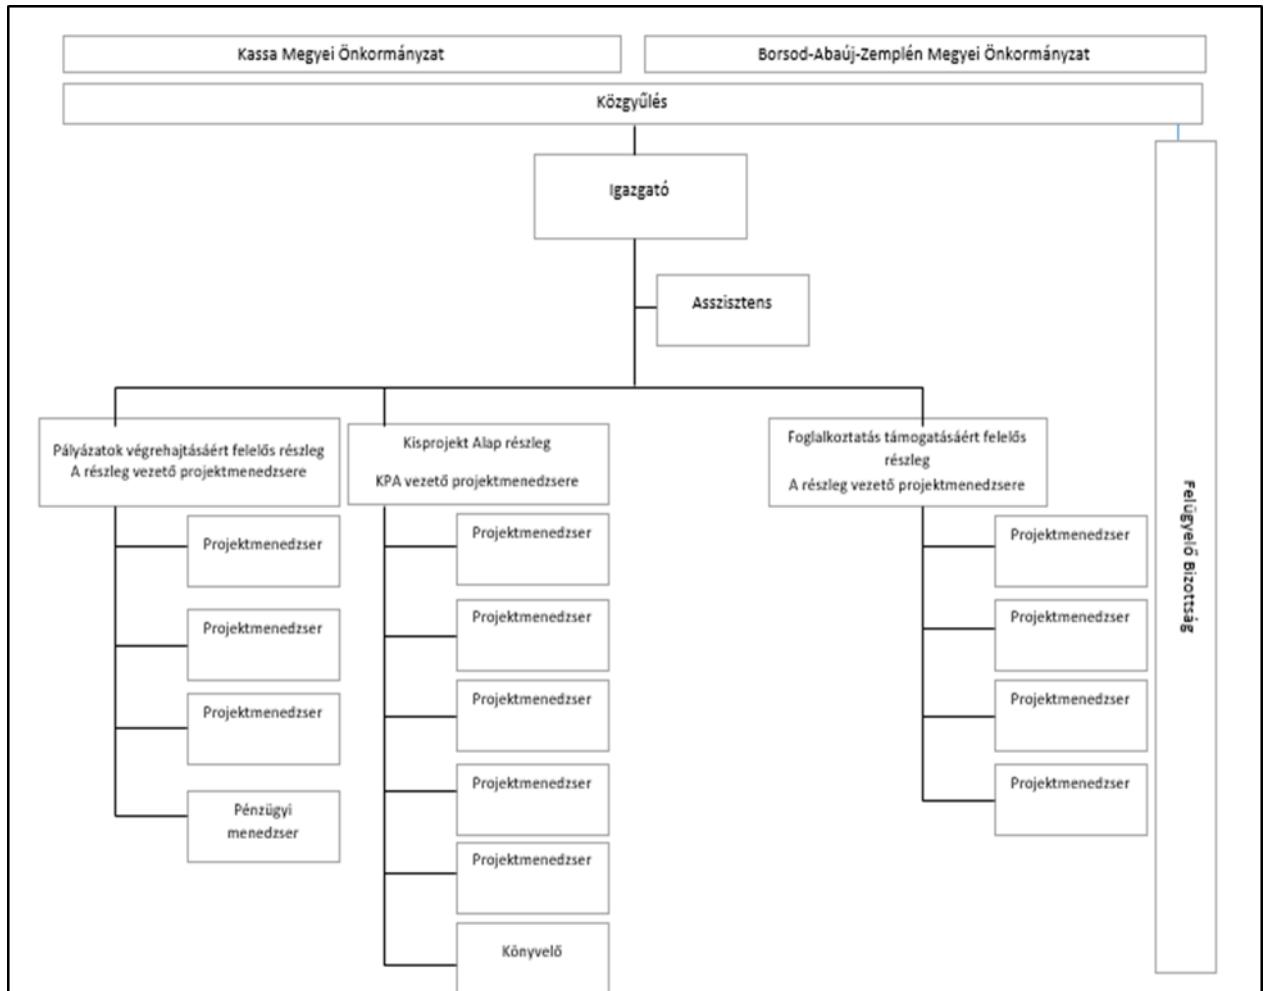 Kassa Megyei Önkormányzat
Borsod-Abaúj-Zemplén Megyei Önkormányzat
Közgyűlés
Igazgató
Asszisztens
Pályázatok végrehajtásáért felelős részleg
A részleg vezető projektmenedzsere
Projektmenedzser
Projektmenedzser
Projektmenedzser
Pénzügyi
menedzser
Kisprojekt Alap részleg
KPA vezető projektmenedzsere
Projektmenedzser
Projektmenedzser
Projektmenedzser
Projektmenedzser
Projektmenedzser
Könyvelő
Foglalkoztatás támogatásáért felelős
részleg
A részleg vezető projektmenedzsere
Projektmenedzser
Projektmenedzser
Projektmenedzser
Projektmenedzser
Felügyelő Bizottság